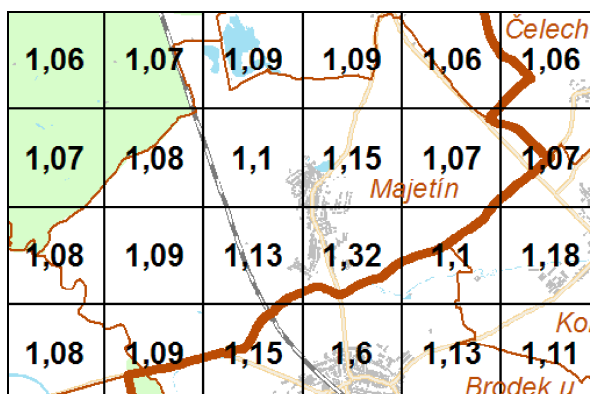 Čelech
1,06 1,07 1,09 1,09 1,06 1,06
1,07 1,08 1,1 1,15 1,07 1,07
Majetín
1,08 1,09 1,13 1,32 1,1 1,18
Ko
1,08 1,09 1,15 1,6 1,13 1,11
Brodek u